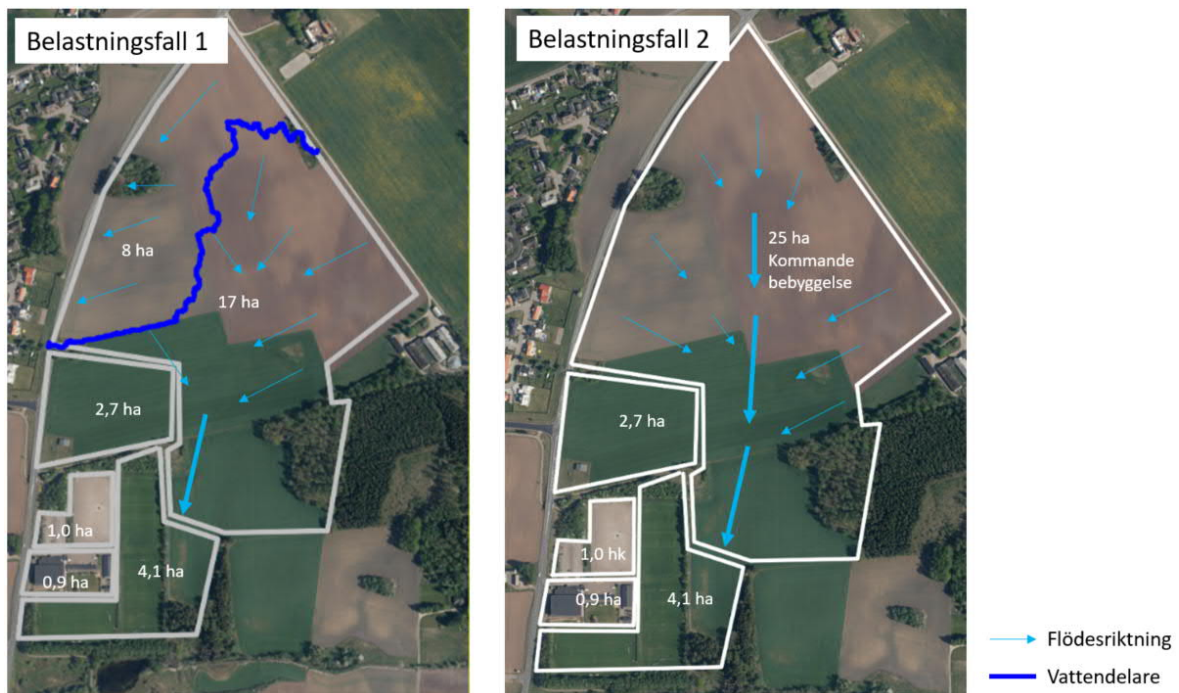 Belastningsfall 1
8 ha
17 ha
2,7 ha
1,0 ha
0,9 ha
4,1 ha
Belastningsfall 2
25 ha
Kommande
bebyggelse
2,7 ha
1,0 hk
0,9 ha
4,1 ha
Flödesriktning
Vattendelare